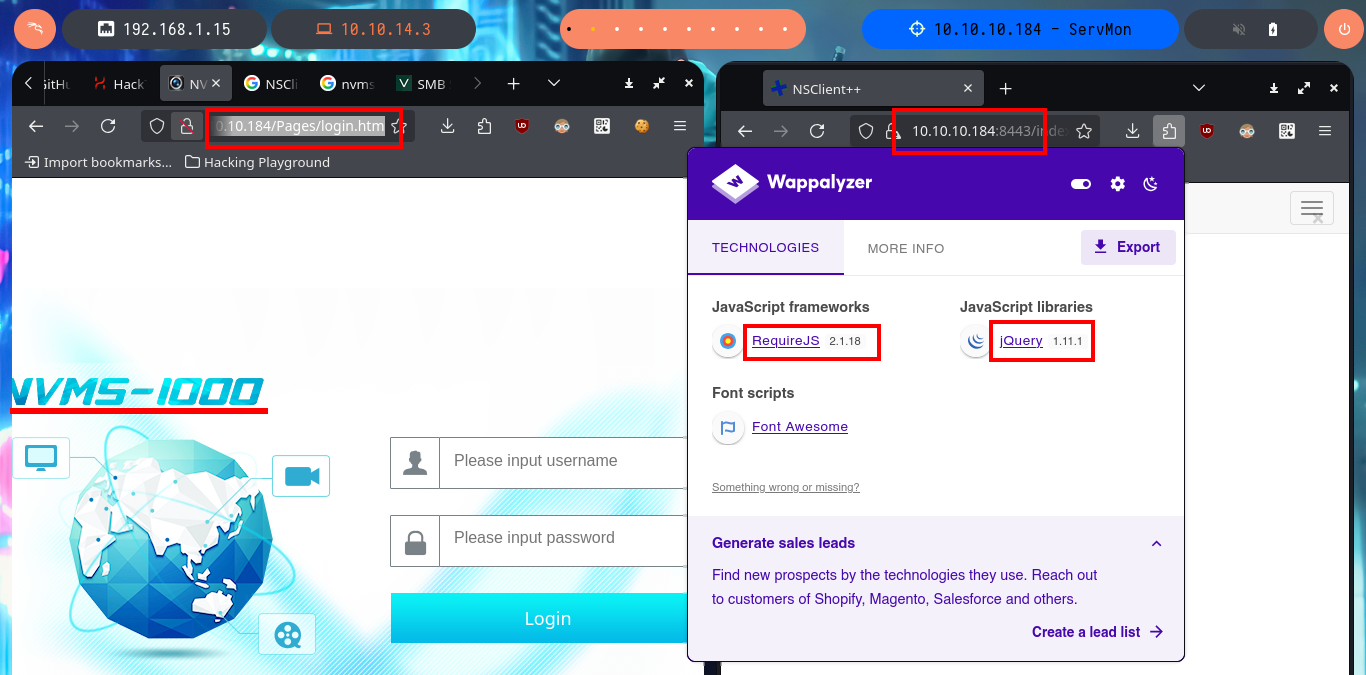 192.168.1.15
10.10.14.3
10.10.10.184 - ServMon
GitHu
Hack
NV
NSCli
nvms
SMB
NSClient++
0.10.184/Pages/login.htm
10.10.10.184:8443/inde
Import bookmarks...
Hacking Playground
Wappalyzer
TECHNOLOGIES
MORE INFO
Export
JavaScript frameworks
JavaScript libraries
RequireJS 2.1.18
jQuery 1.11.1
Font scripts
Font Awesome
Something wrong or missing?
Generate sales leads
Find new prospects by the technologies they use. Reach out
to customers of Shopify, Magento, Salesforce and others.
Create a lead list
NVMS-1000
Please input username
Please input password
Login